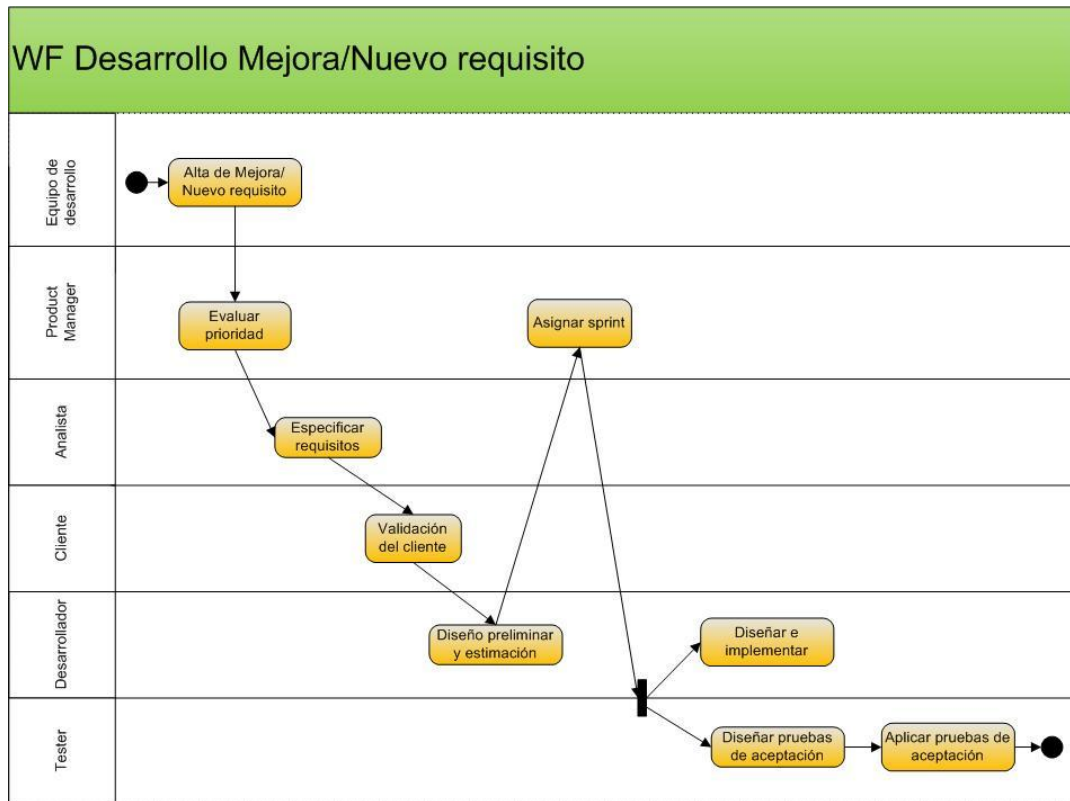 WF Desarrollo Mejora/Nuevo requisito
Equipo de
desarrollo
Alta de Mejora/
Nuevo requisito
Product
Manager
Evaluar
prioridad
Asignar sprint
Analista
Especificar
requisitos
Cliente
Validación
del cliente
Desarrollador
Diseño preliminar
y estimación
Diseñar e
implementar
Tester
Diseñar pruebas
de aceptación
Aplicar pruebas de
aceptación